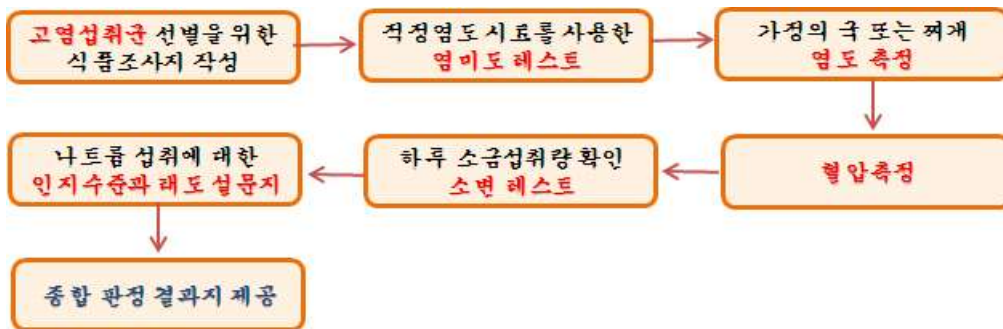 고염섭취군 선별을 위한
식품조사지 작성
적정염도 시료를 사용한
염미도 테스트
가정의 국 또는 찌개
염도 측정
혈압측정
하루 소금섭취량 확인
소변 테스트
나트륨 섭취에 대한
인지수준과 태도 설문지
종합 판정 결과지 제공